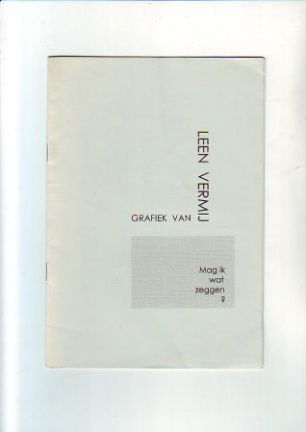 GRAFIEK VAN
LEEN VERMIJ
Mag ik
wat
zeggen
?